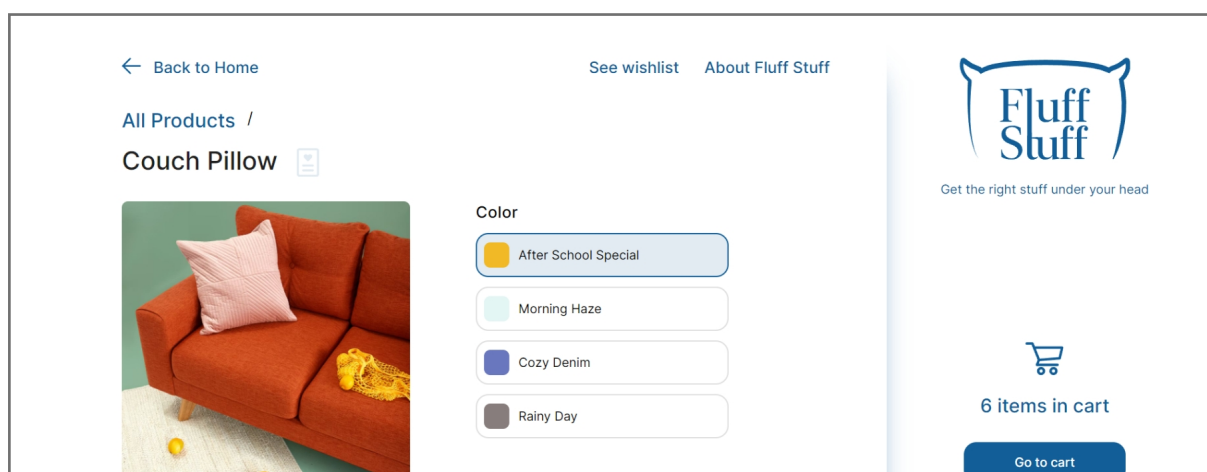 Back to Home
See wishlist
About Fluff Stuff
All Products /
Couch Pillow
Color
After School Special
Morning Haze
Cozy Denim
Rainy Day
Fluff
Stuff
Get the right stuff under your head
6 items in cart
Go to cart